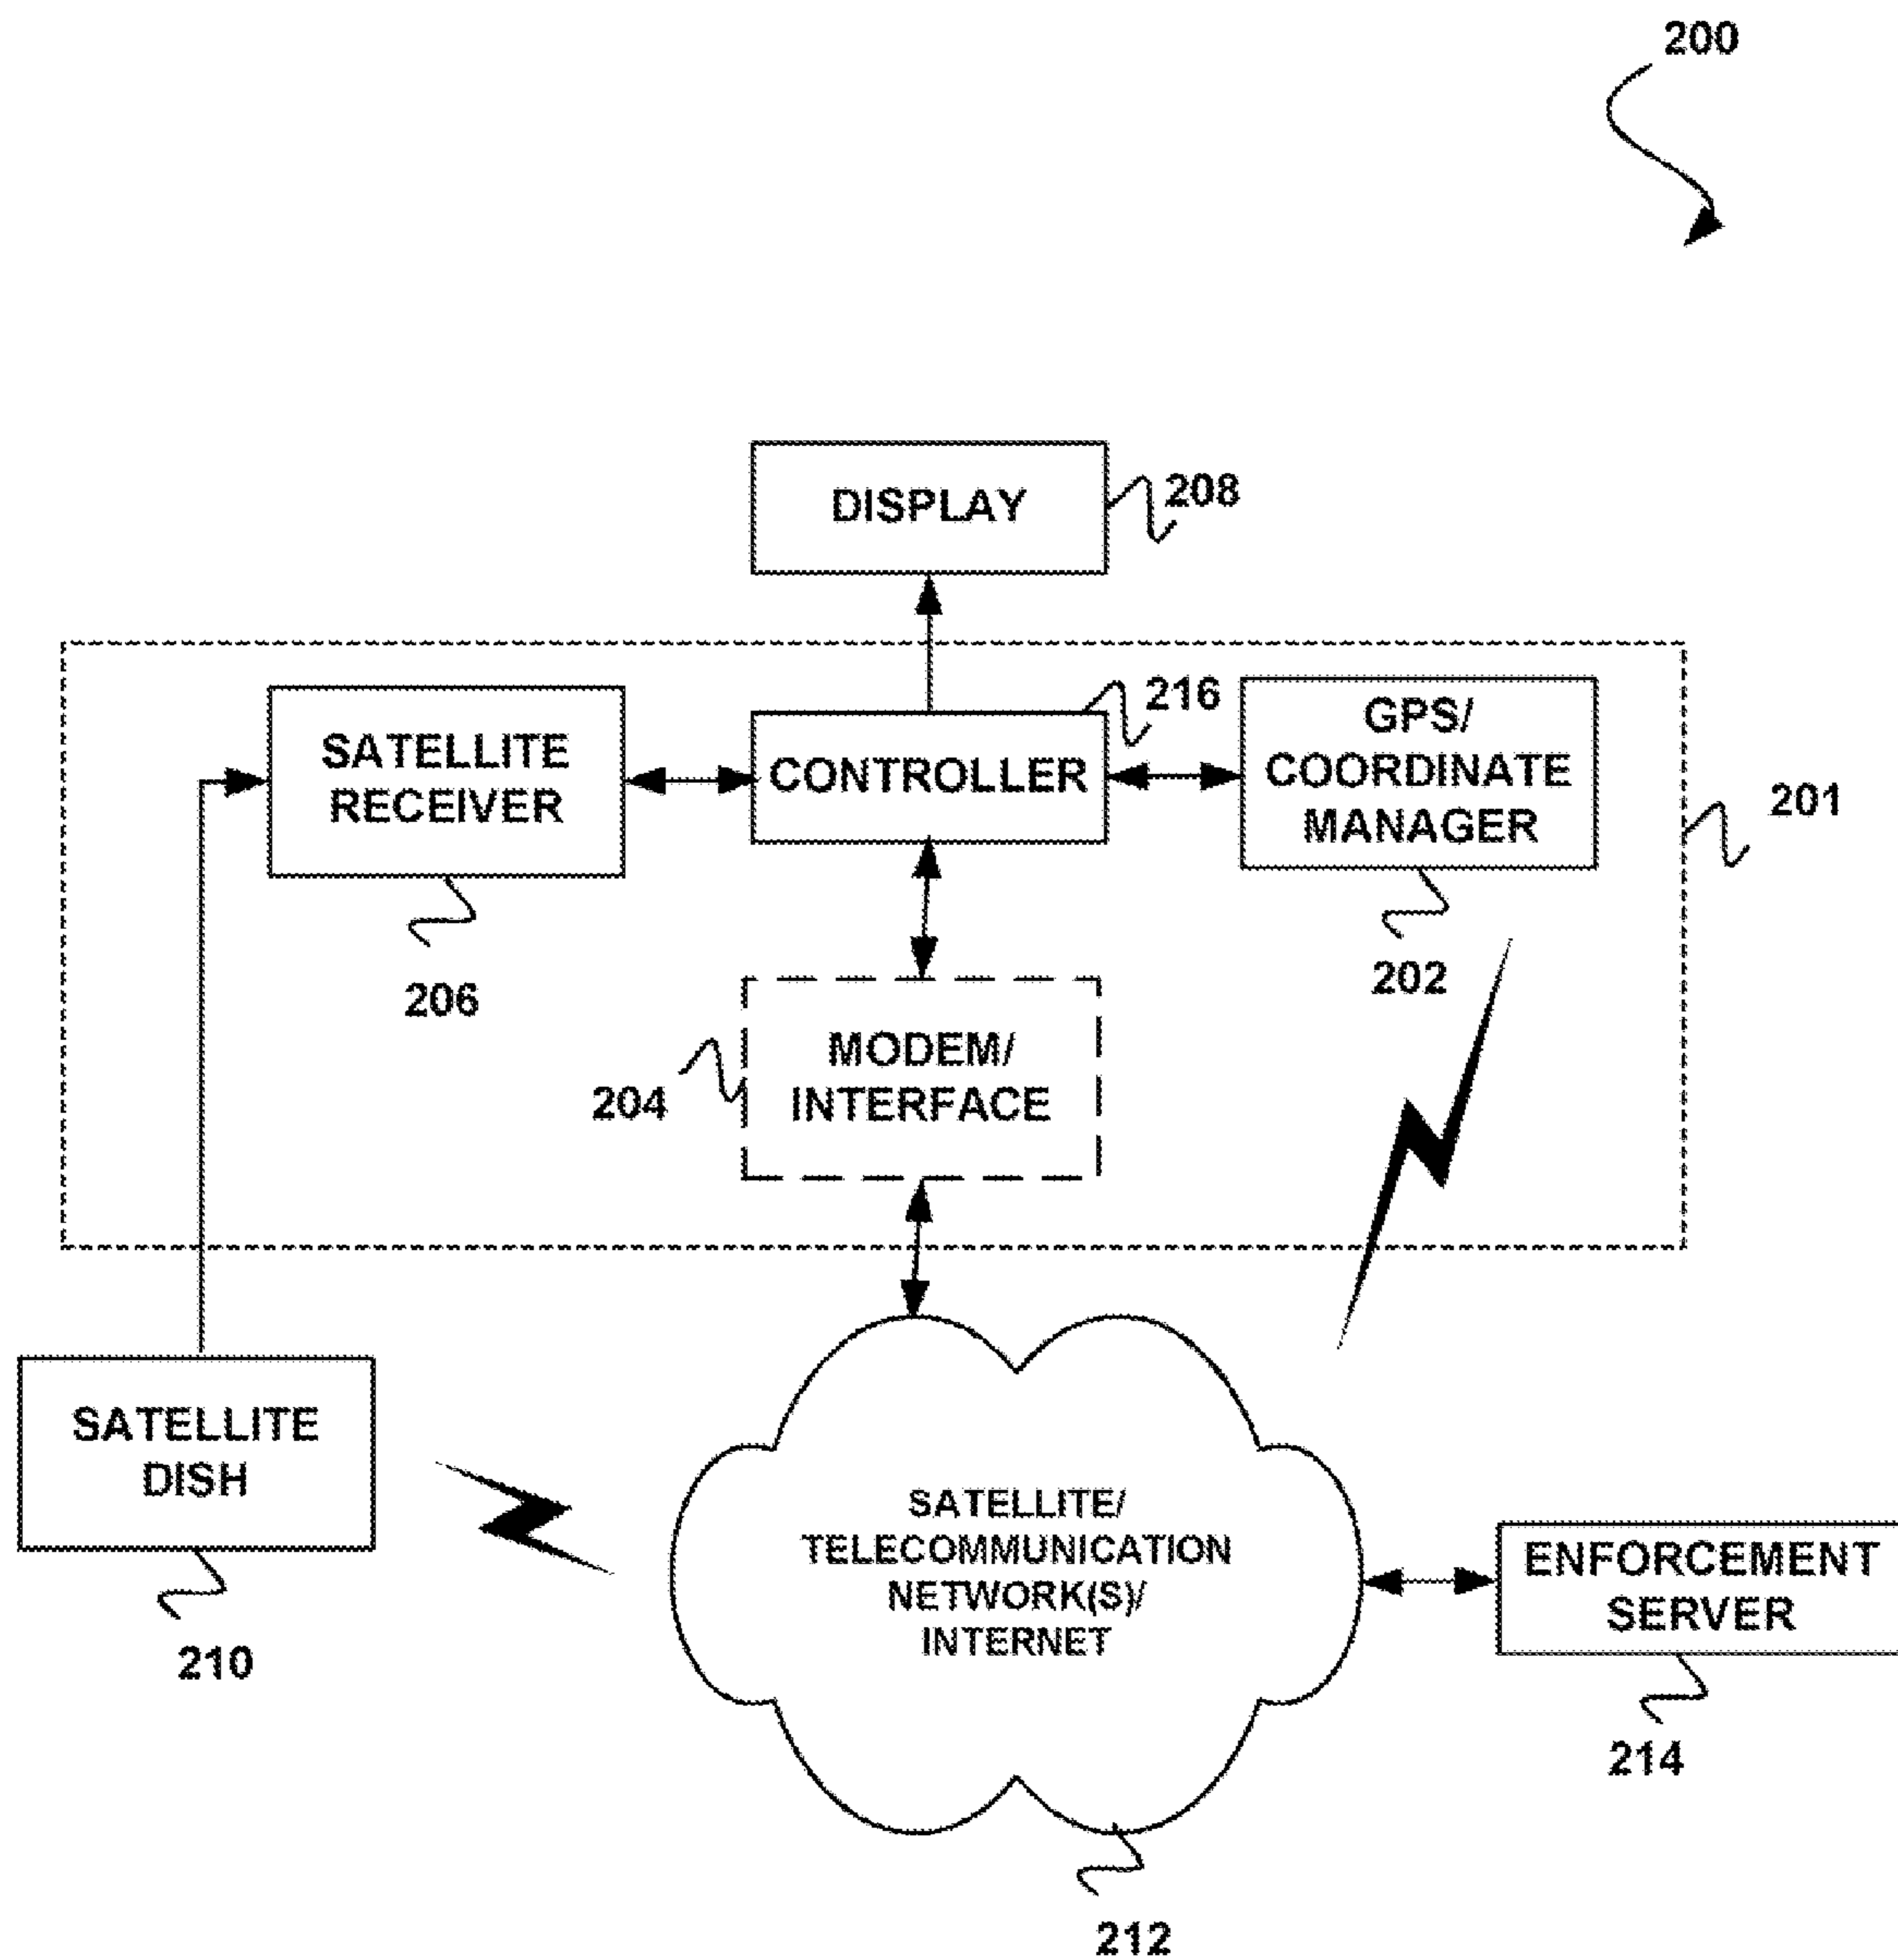 200
DISPLAY
208
216
SATELLITE
RECEIVER
CONTROLLER
GPS/
COORDINATE
MANAGER
201
206
202
MODEM/
INTERFACE
204
SATELLITE
DISH
210
SATELLITE/
TELECOMMUNICATION
NETWORK(S)/
INTERNET
ENFORCEMENT
SERVER
214
212